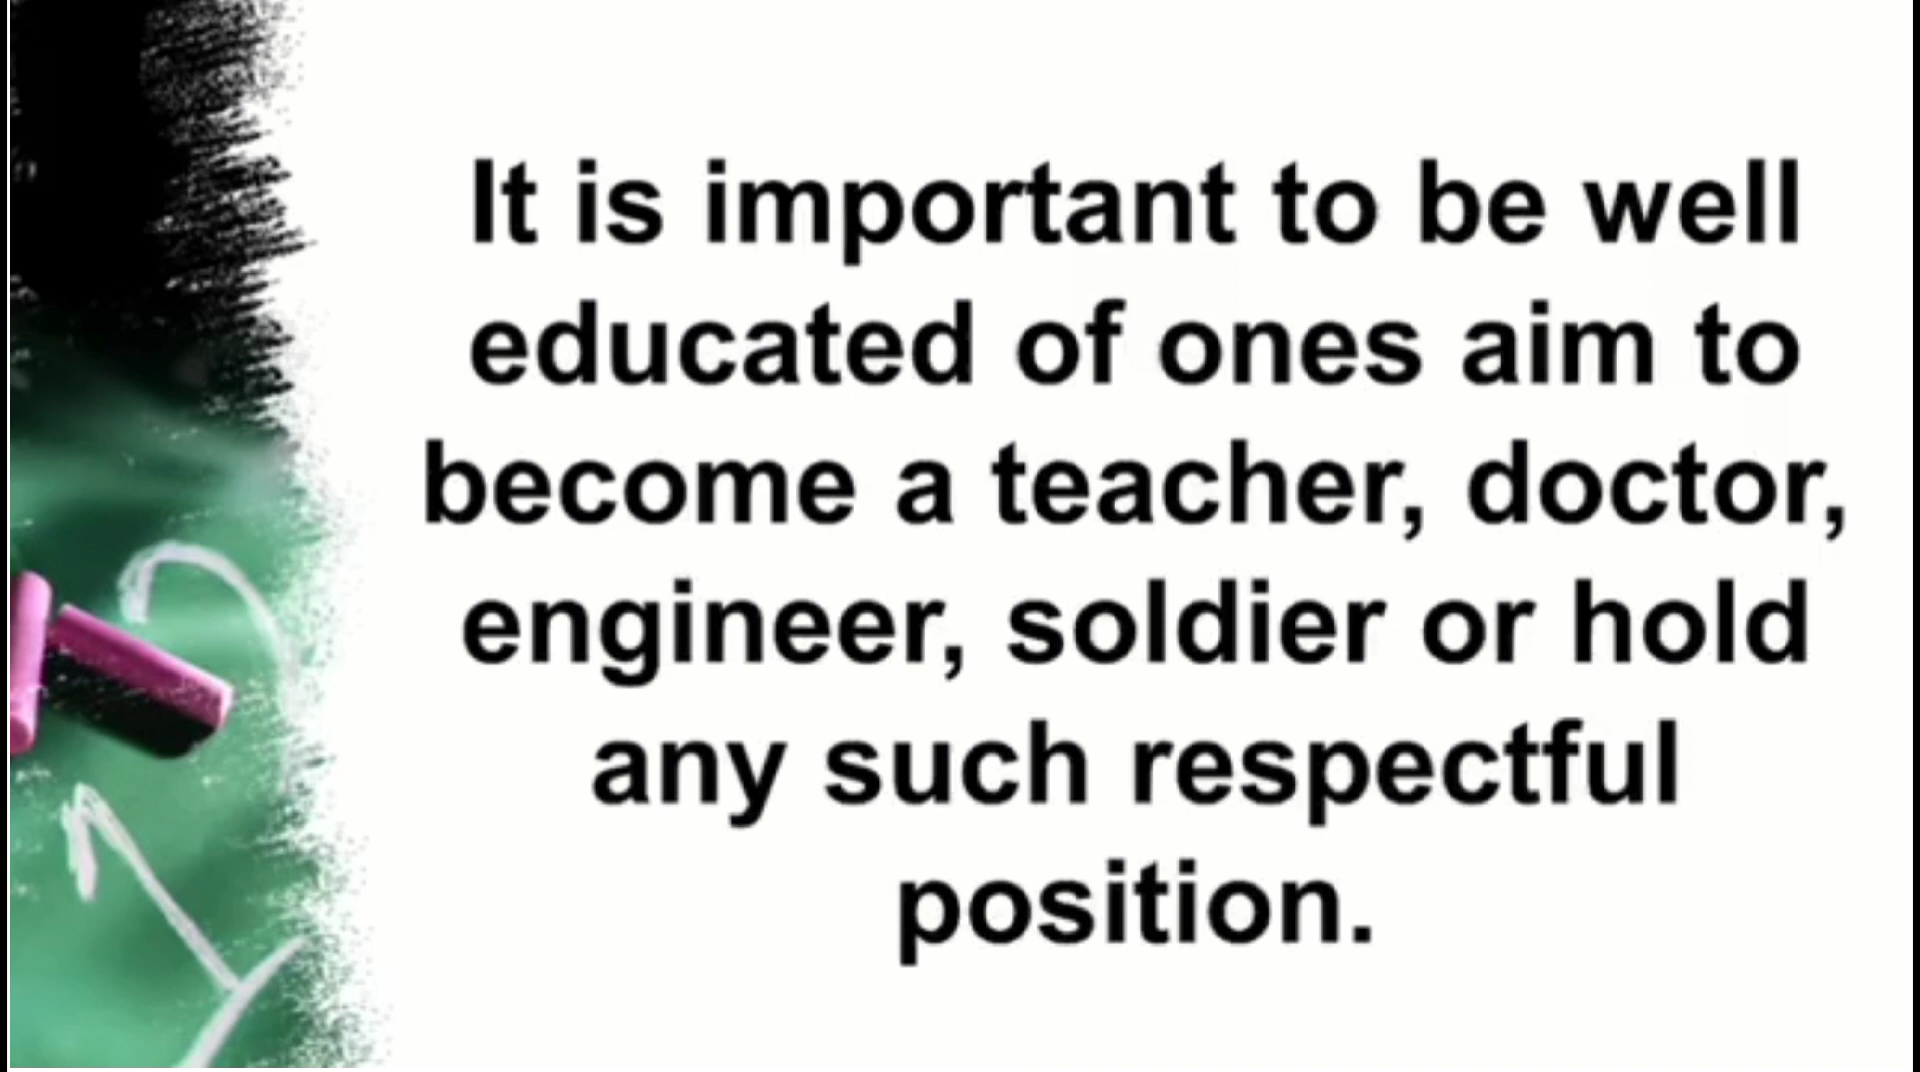 It is important to be well
educated of ones aim to
become a teacher, doctor,
engineer, soldier or hold
any such respectful
position.